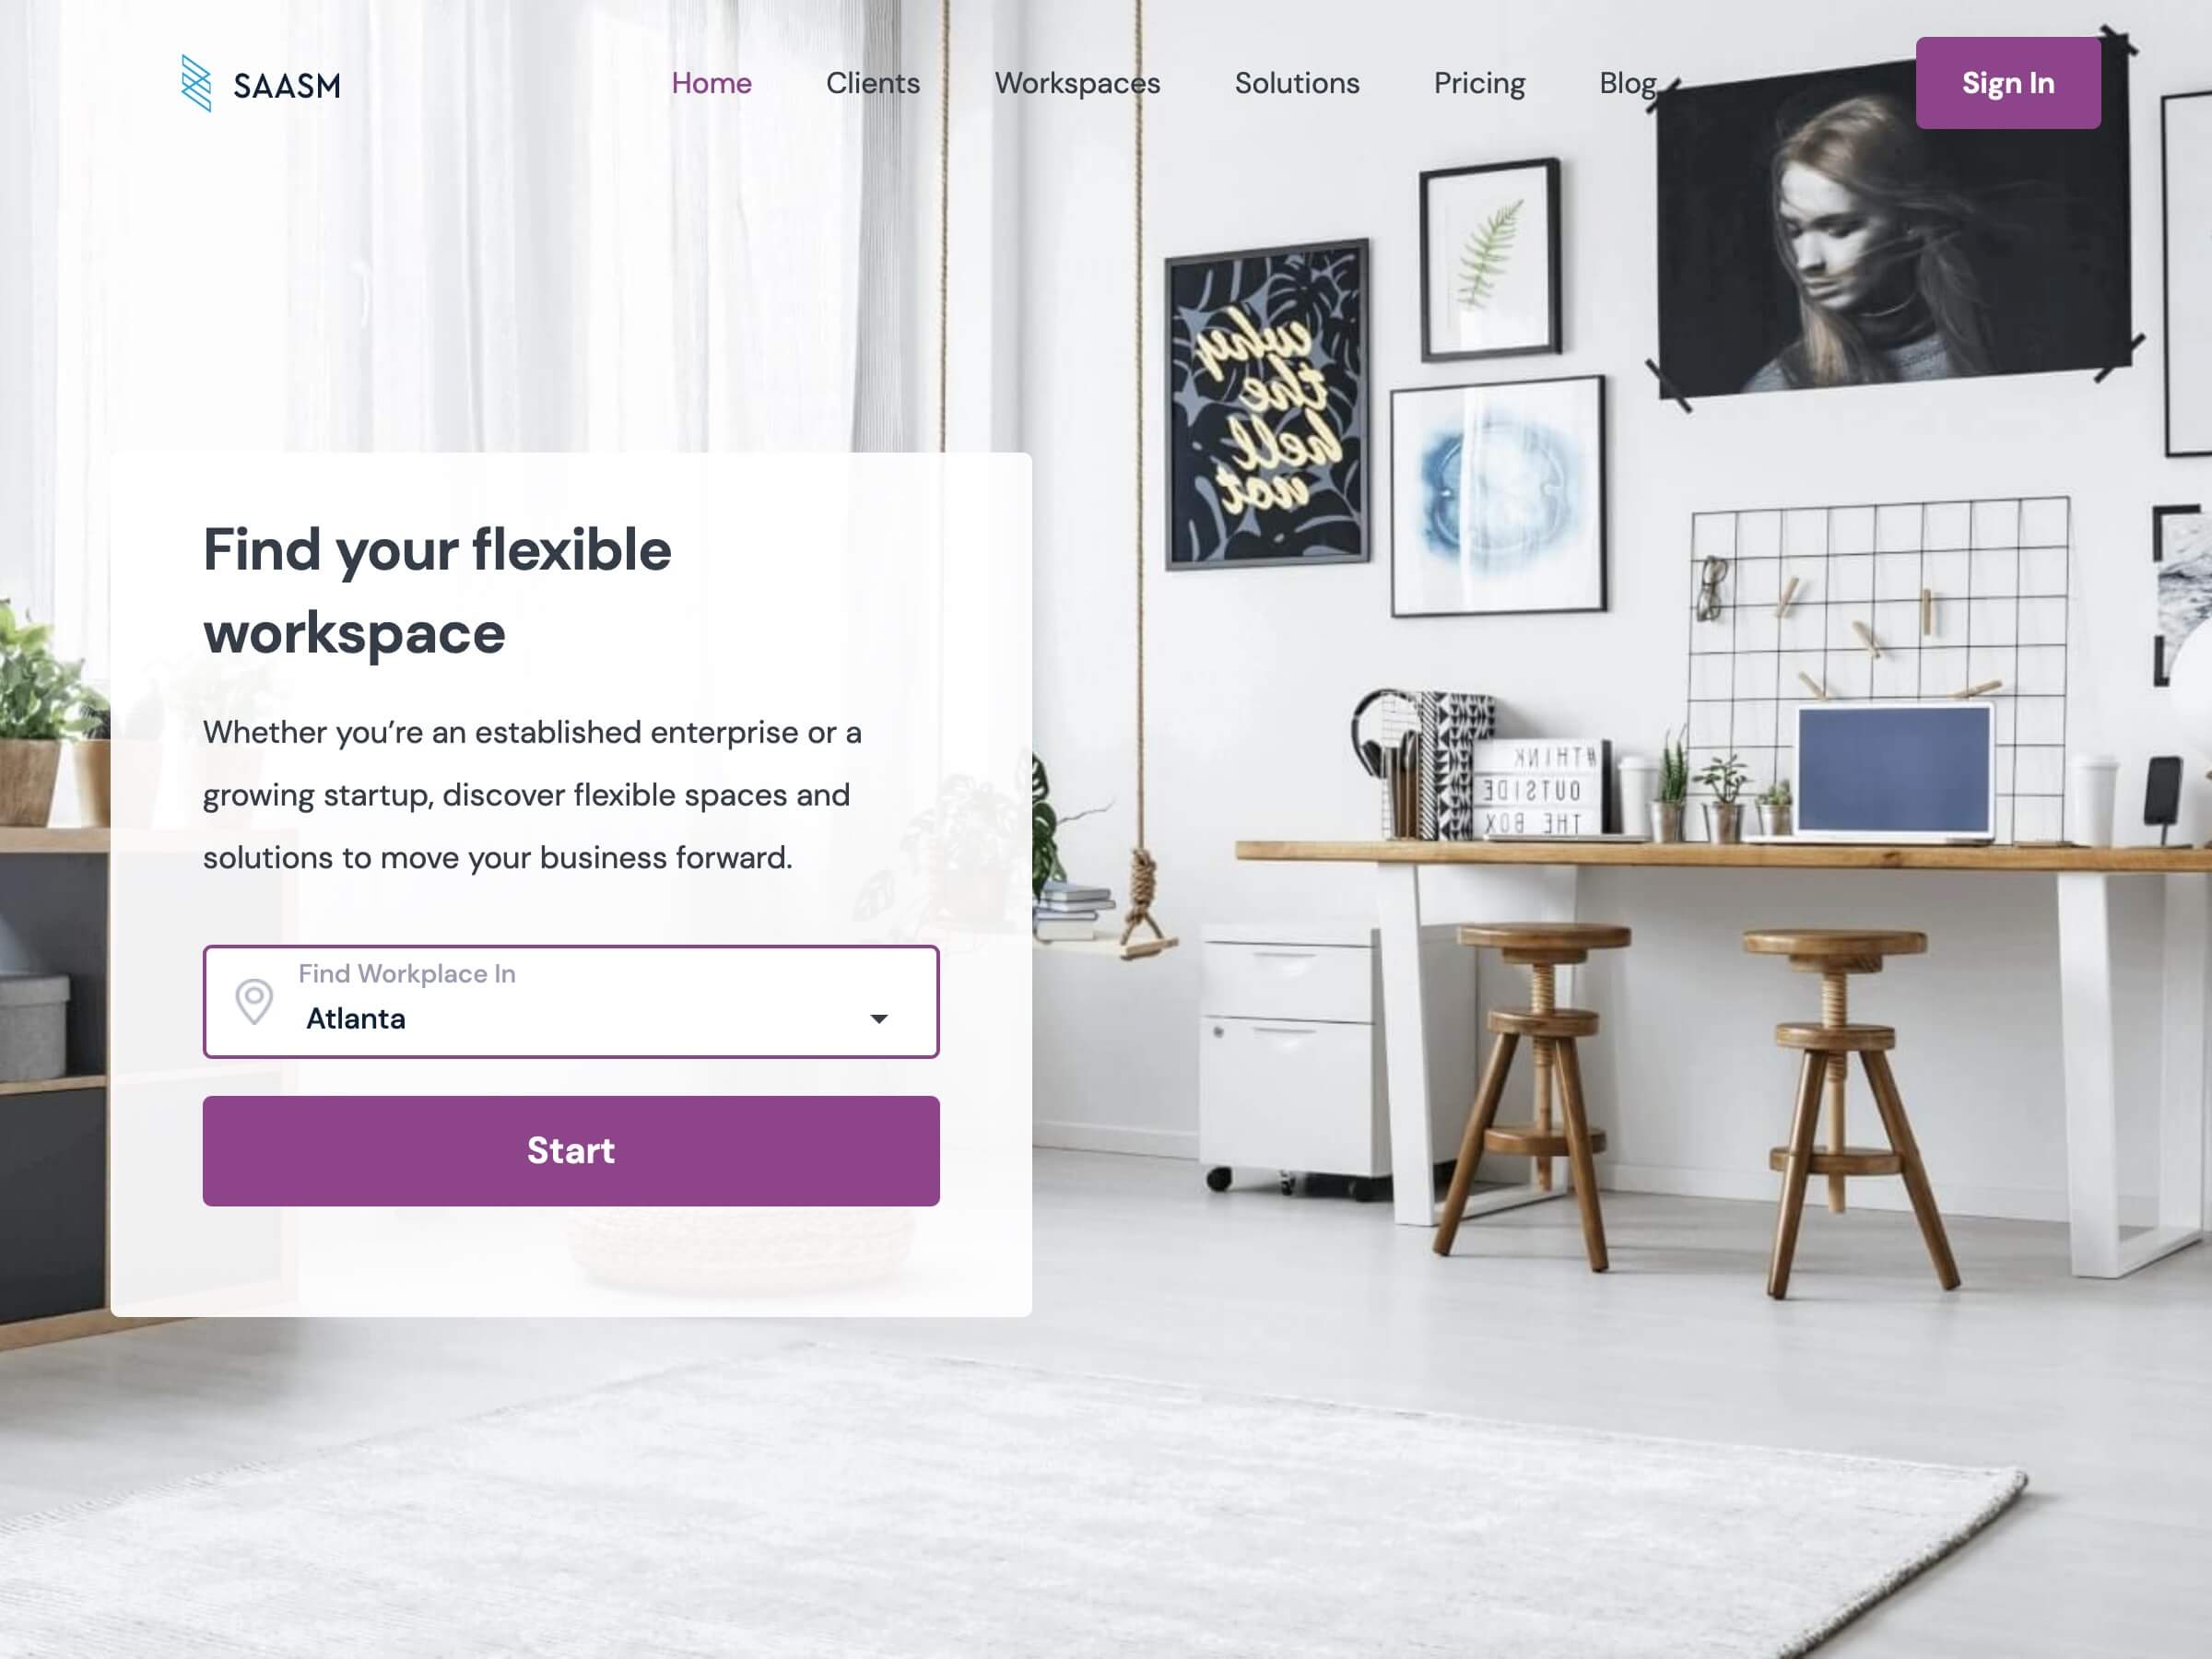 SAASM
Home Clients Workspaces Solutions Pricing Blog Sign In
why
the
hell
not
Find your flexible
workspace
Whether you’re an established enterprise or a
growing startup, discover flexible spaces and
solutions to move your business forward.
#THINK
OUTSIDE
THE BOX
Find Workplace In
Atlanta
Start